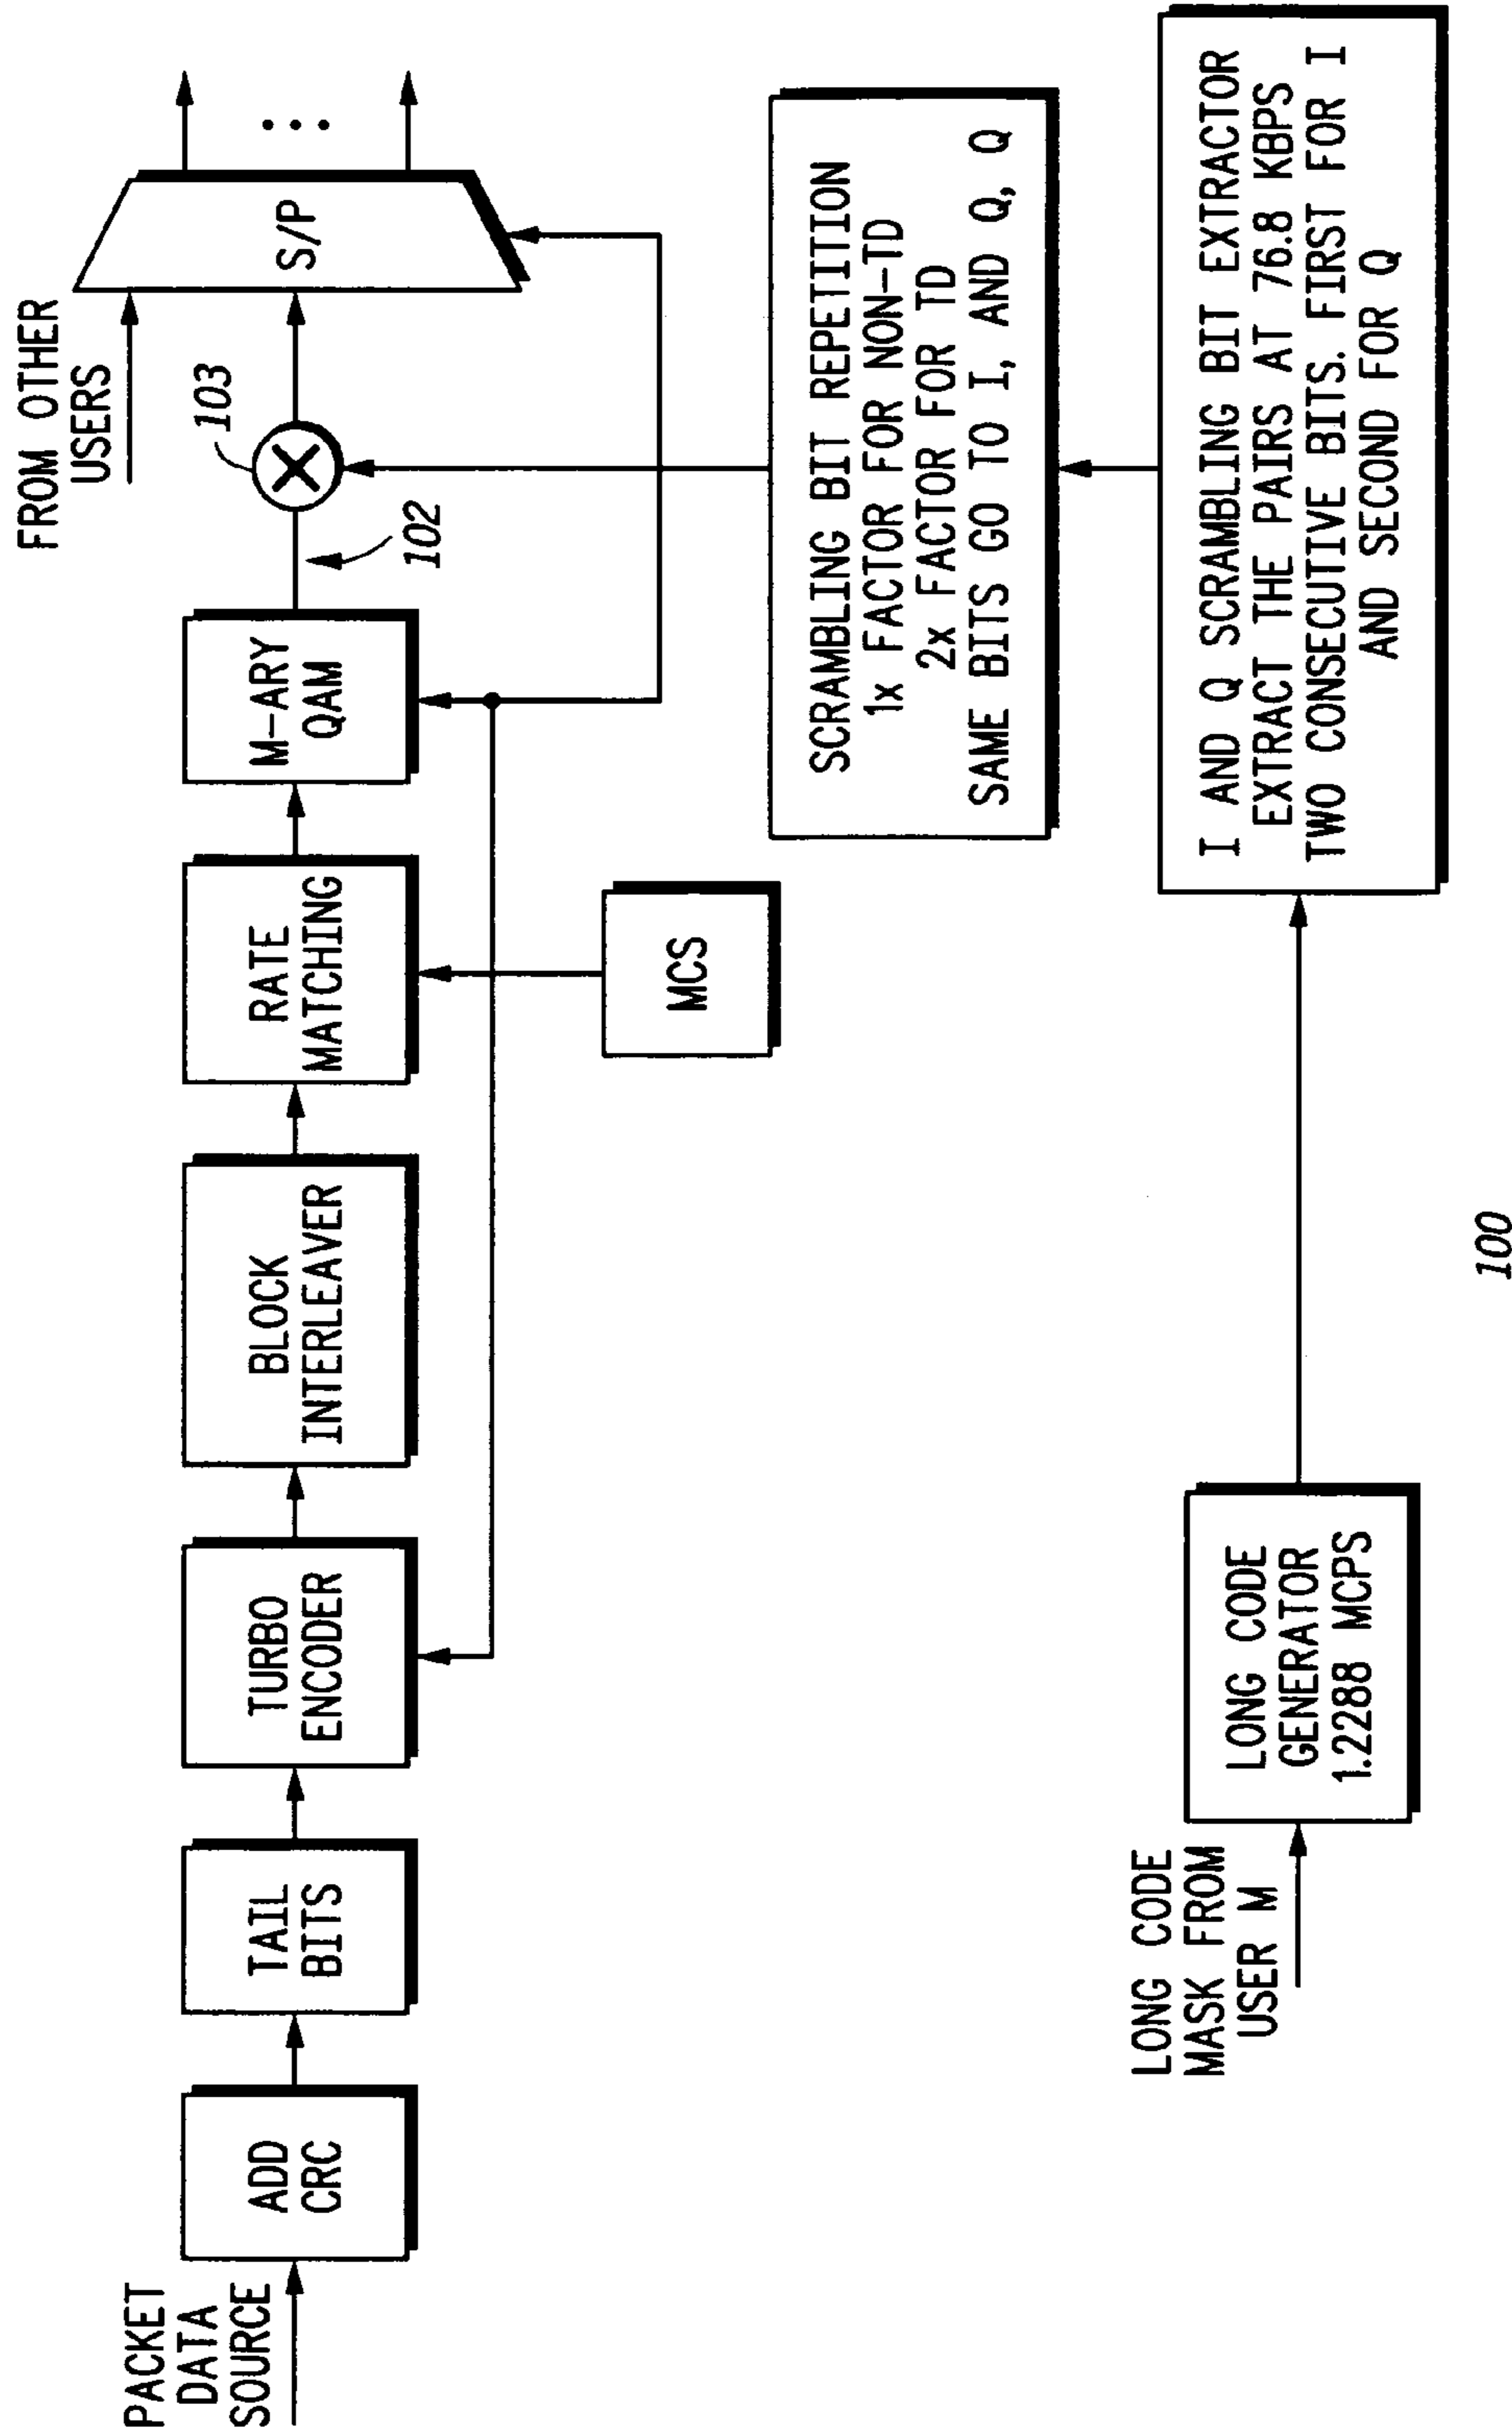 PACKET
DATA
SOURCE
ADD
CRC
TAIL
BITS
TURBO
ENCODER
BLOCK
INTERLEAVER
RATE
MATCHING
M-ARY
QAM
102
103
FROM OTHER
USERS
S/P
MCS
SCRAMBLING BIT REPETITION
1x FACTOR FOR NON-TD
2x FACTOR FOR TD
SAME BITS GO TO I, AND Q, Q
LONG CODE
MASK FROM
USER M
LONG CODE
GENERATOR
1.2288 MCPS
I AND Q SCRAMBLING BIT EXTRACTOR
EXTRACT THE PAIRS AT 76.8 KBPS
TWO CONSECUTIVE BITS. FIRST FOR I
AND SECOND FOR Q
100